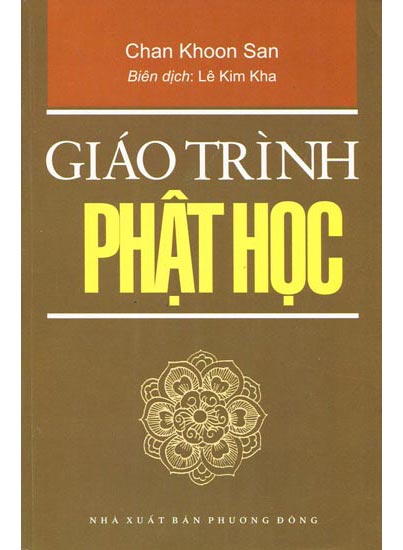 Chan Khoon San
Biên dịch: Lê Kim Kha
GIÁO TRÌNH
PHẬT HỌC
NHÀ XUẤT BẢN PHƯƠNG ĐÔNG